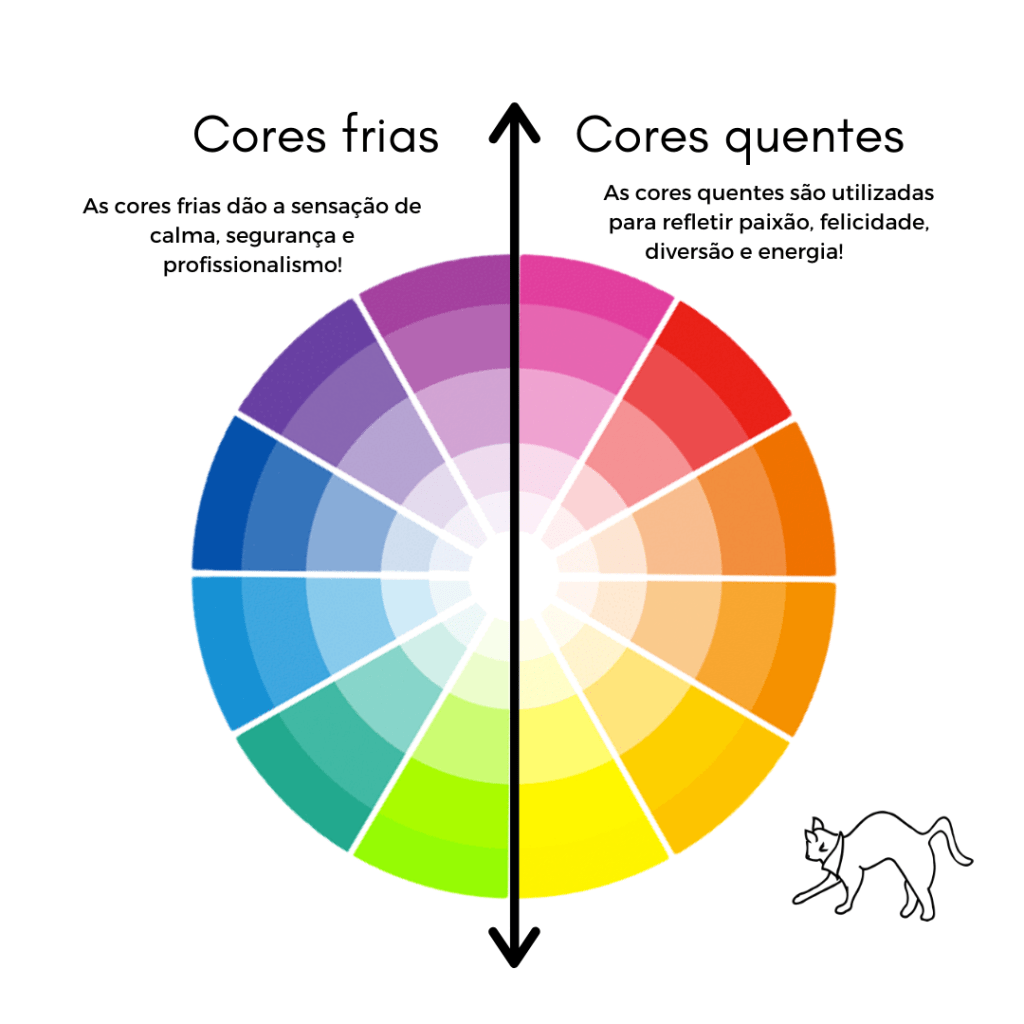 Cores frias
As cores frias dão a sensação de
calma, segurança e
profissionalismo!
Cores quentes
As cores quentes são utilizadas
para refletir paixão, felicidade,
diversão e energia!